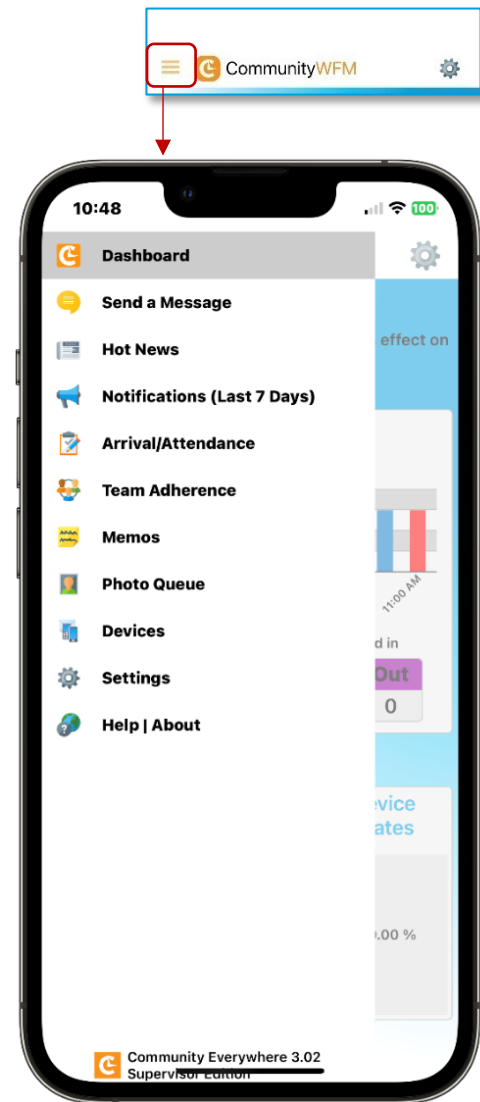 CommunityWFM
10:48
100
Dashboard
Send a Message
effect on
Hot News
Notifications (Last 7 Days)
Arrival/Attendance
Team Adherence
Memos
Photo Queue
11:00 AM
Devices
d in
Settings
Out
0
Help | About
vice
ates
.00 %
Community Everywhere 3.02
Supervisor Edition